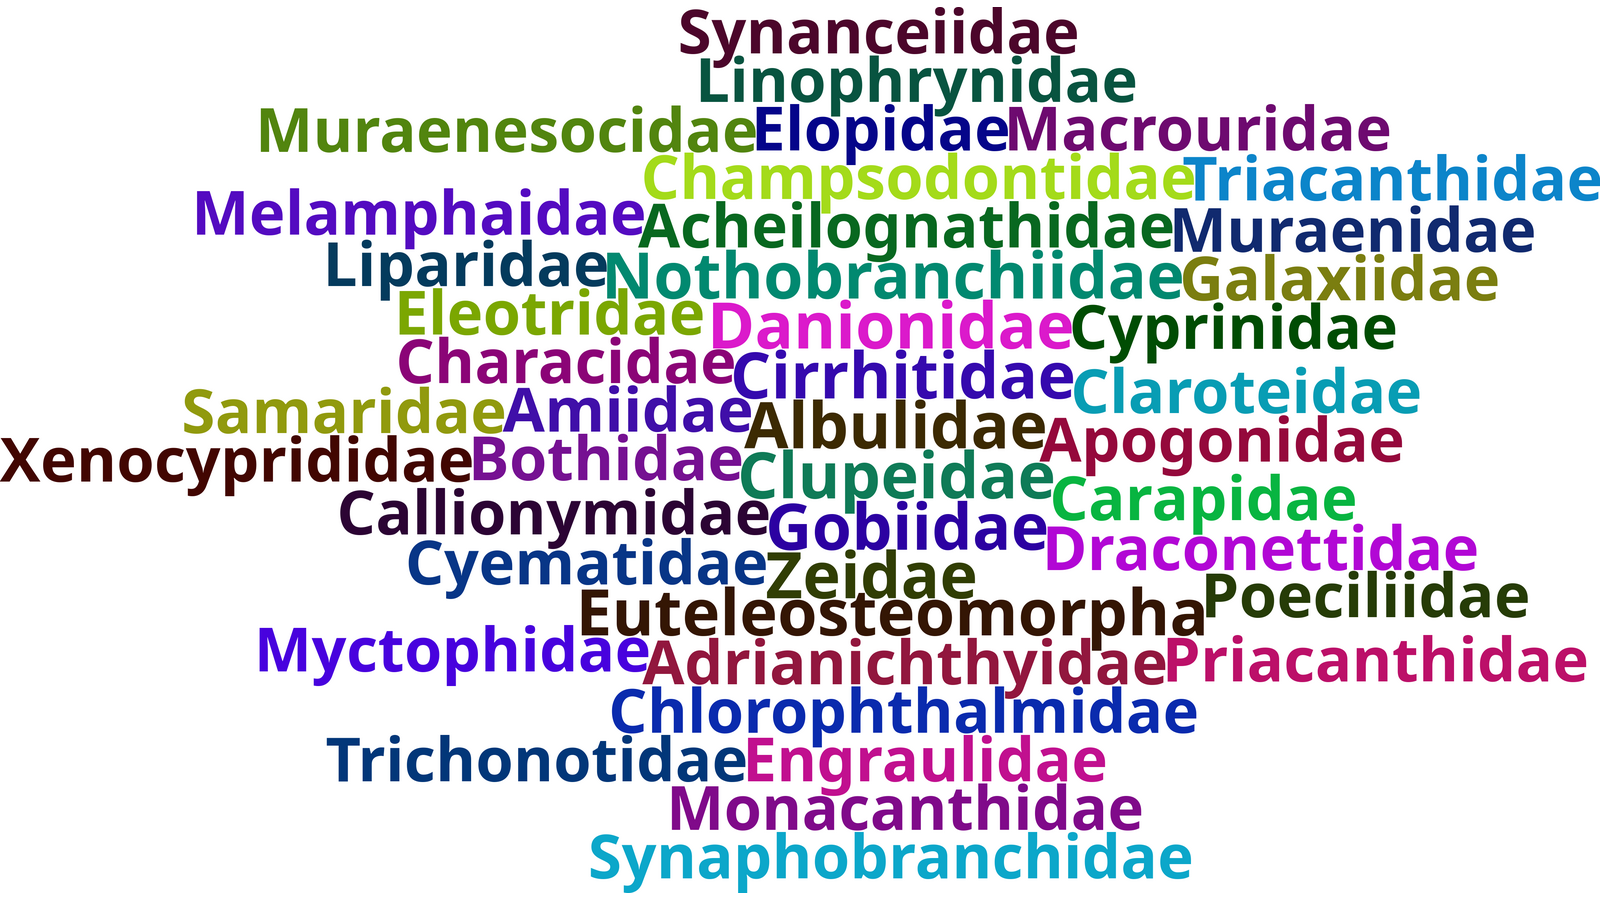 Synanceiidae
Linophrynidae
Muraenesocidae Elopidae Macrouridae
Champsodontidae Triacanthidae
Melamphaidae Acheilognathidae Muraenidae
Liparidae Nothobranchiidae Galaxiidae
Eleotridae Danionidae Cyprinidae
Characidae Cirrhitidae Claroteidae
Samaridae Amiidae Albulidae Apogonidae
Xenocyprididae Bothidae Clupeidae Carapidae
Callionymidae Gobiidae Draconettidae
Cyematidae Zeidae Poeciliidae
Euteleosteomorpha
Myctophidae Adrianichthyidae Priacanthidae
Chlorophthalmidae
Trichonotidae Engraulidae
Monacanthidae
Synaphobranchidae